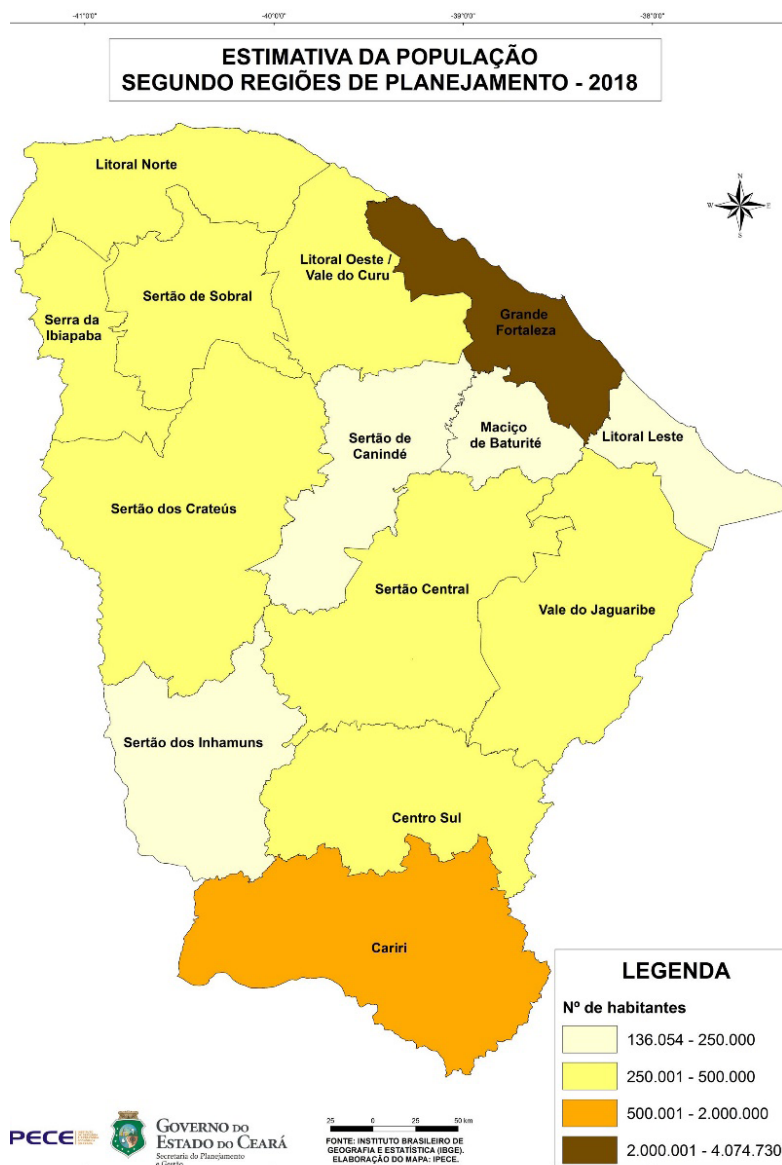 -41°0'0 -40°0'0 -39°0'0 -38°0'0
ESTIMATIVA DA POPULAÇÃO
SEGUNDO REGIÕES DE PLANEJAMENTO - 2018
Litoral Norte
N
W E
S
Litoral Oeste /
Vale do Curu
Sertão de Sobral
Serra da
Ibiapaba
Grande
Fortaleza
Sertão de
Canindé
Maciço
de Baturité
Litoral Leste
Sertão dos Crateús
Sertão Central
Vale do Jaguaribe
Sertão dos Inhamuns
Centro Sul
Cariri
LEGENDA
Nº de habitantes
136.054 - 250.000
250.001 - 500.000
500.001 - 2.000.000
2.000.001 - 4.074.730
PECE
GOVERNO DO
ESTADO DO CEARÁ
Secretaria do Planejamento
e Gestão
25 0 25 50 km
FONTE: INSTITUTO BRASILEIRO DE
GEOGRAFIA E ESTATÍSTICA (IBGE).
ELABORAÇÃO DO MAPA: IPECE.